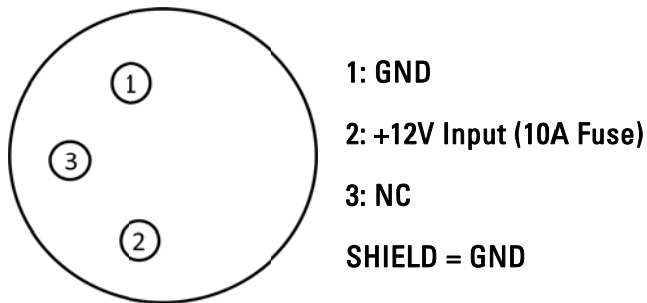 1
3
2
1: GND
2: +12V Input (10A Fuse)
3: NC
SHIELD = GND